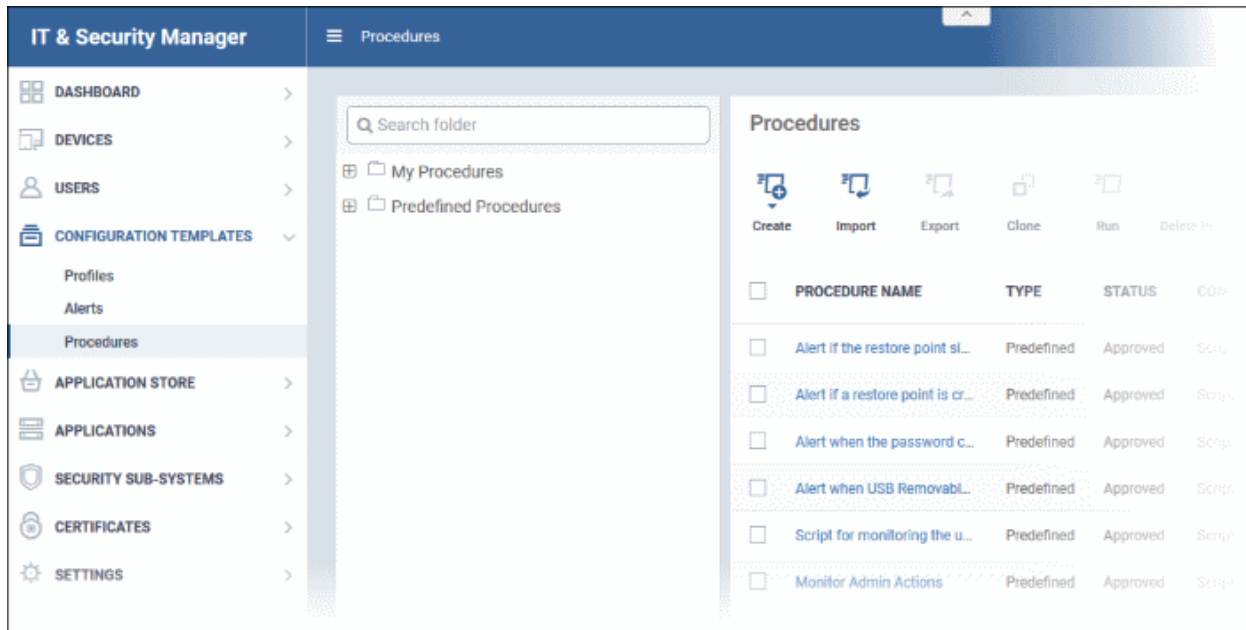 IT & Security Manager
Procedures
DASHBOARD
DEVICES
USERS
CONFIGURATION TEMPLATES
Profiles
Alerts
Procedures
APPLICATION STORE
APPLICATIONS
SECURITY SUB-SYSTEMS
CERTIFICATES
SETTINGS
Search folder
My Procedures
Predefined Procedures
Procedures
Create Import Export Clone Run Delete
PROCEDURE NAME TYPE STATUS
Alert if the restore point si... Predefined Approved
Alert if a restore point is cr... Predefined Approved
Alert when the password c... Predefined Approved
Alert when USB Removabl... Predefined Approved
Script for monitoring the u... Predefined Approved
Monitor Admin Actions Predefined Approved